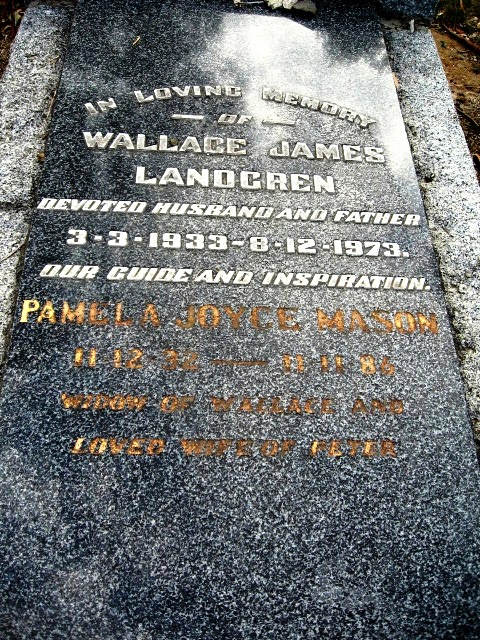 IN LOVING MEMORY
— OF —
WALLACE JAMES
LANDGREN
DEVOTED HUSBAND AND FATHER
3-3-1933-8-12-1973.
OUR GUIDE AND INSPIRATION.
PAMELA JOYCE MASON
11-12-32 — 11-11-86
WIDOW OF WALLACE AND
LOVED WIFE OF PETER